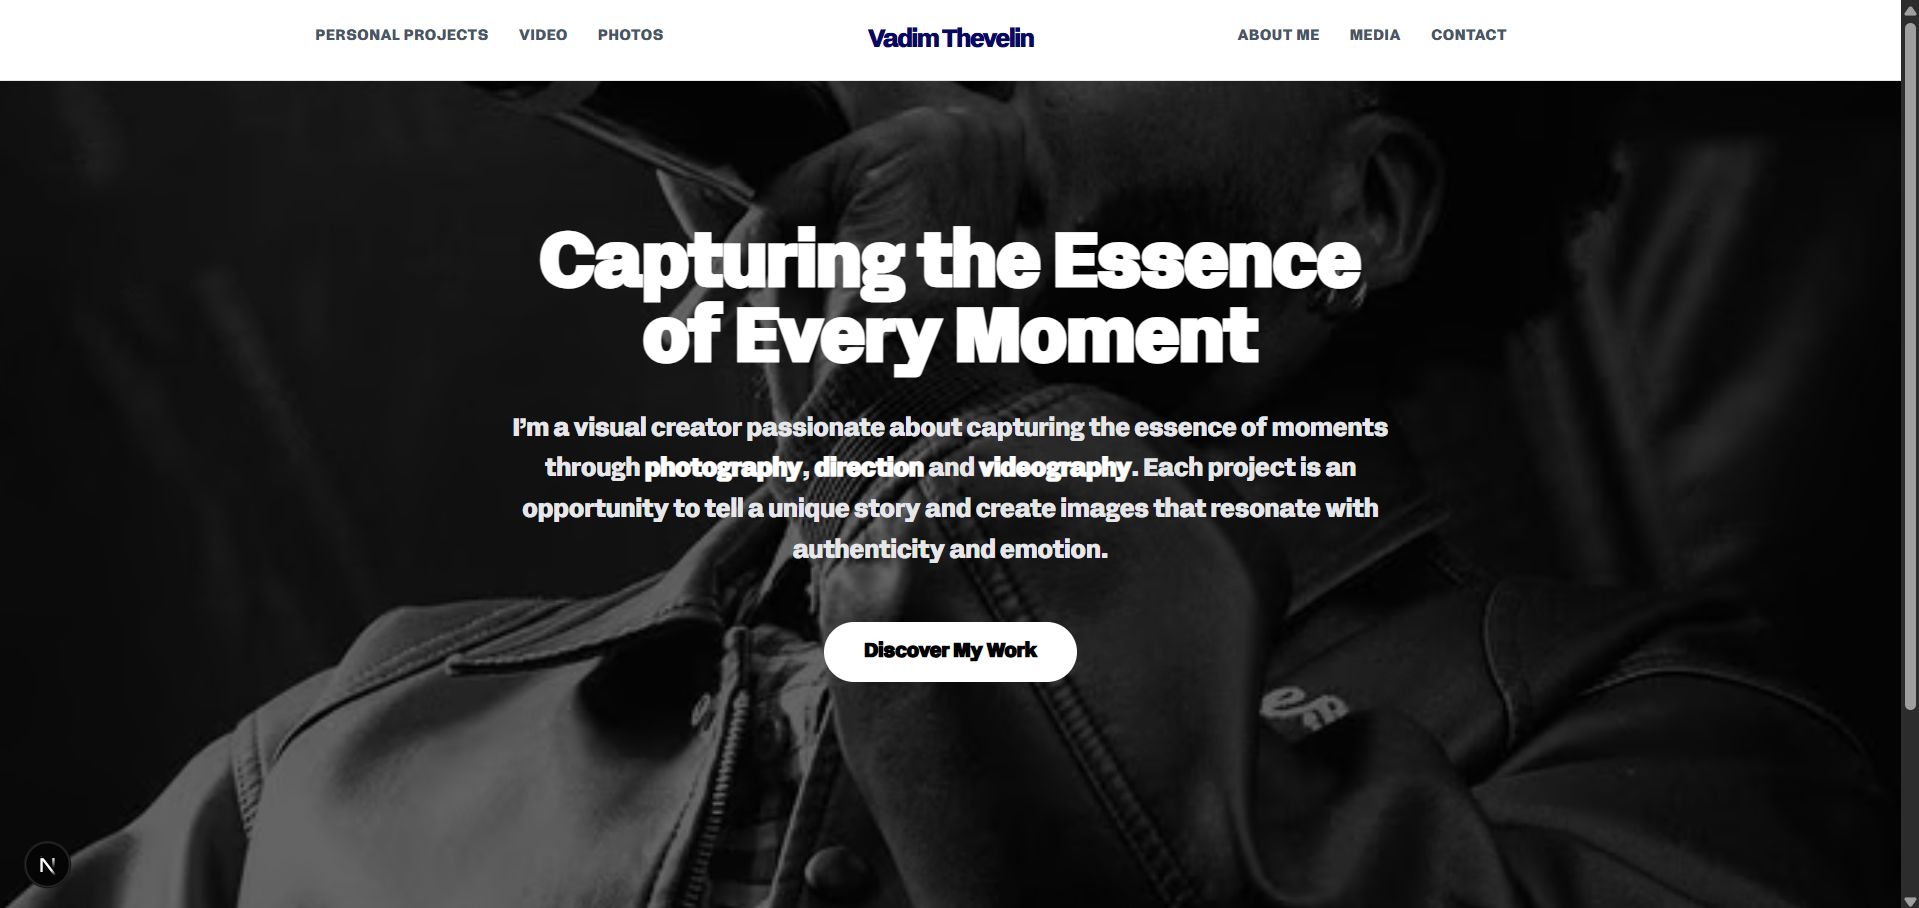 PERSONAL PROJECTS VIDEO PHOTOS Vadim Thevelin ABOUT ME MEDIA CONTACT
Capturing the Essence
of Every Moment
I’m a visual creator passionate about capturing the essence of moments
through photography, direction and videography. Each project is an
opportunity to tell a unique story and create images that resonate with
authenticity and emotion.
Discover My Work
N